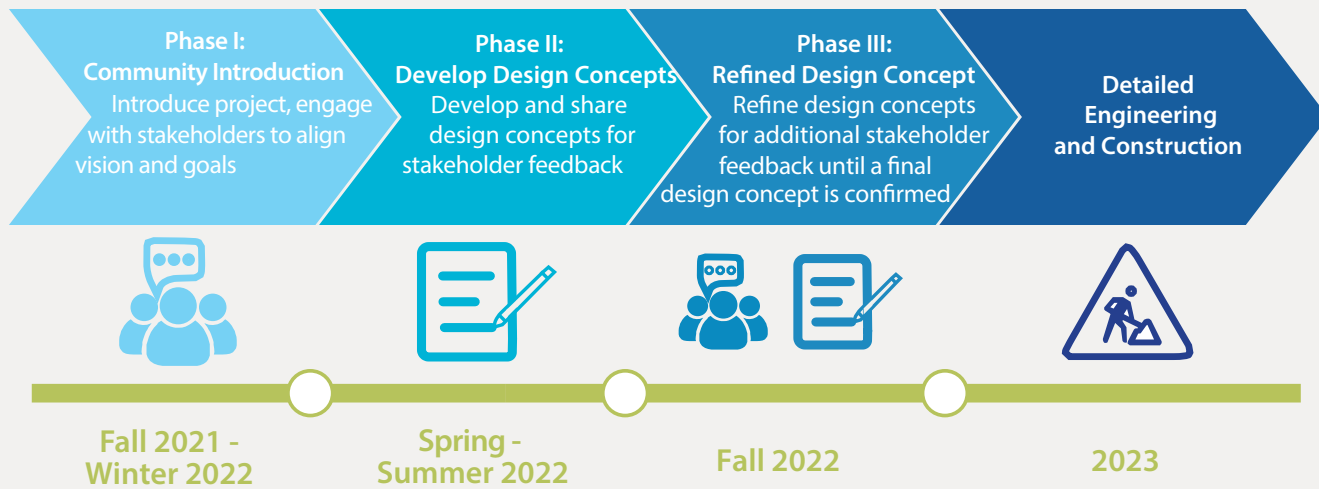 Phase I:
Community Introduction
Introduce project, engage
with stakeholders to align
vision and goals
Phase II:
Develop Design Concepts
Develop and share
design concepts for
stakeholder feedback
Phase III:
Refined Design Concept
Refine design concepts
for additional stakeholder
feedback until a final
design concept is confirmed
Detailed
Engineering
and Construction
Fall 2021 -
Winter 2022
Spring -
Summer 2022
Fall 2022
2023